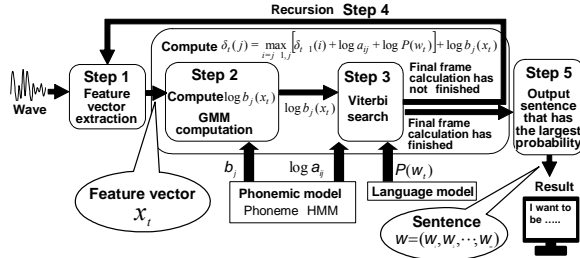 Recursion Step 4
Compute δt(j) = max i=j−1,j [δt−1(i) + log aij + log P(wt)] + log bj(xt)
Step 1
Feature
vector
extraction
Wave
Step 2
Compute log bj(xt)
GMM
computation
log bj(xt)
Step 3
Viterbi
search
Final frame
calculation has
not finished
Final frame
calculation has
finished
Step 5
Output
sentence
that has
the largest
probability
bj
log aij
P(wt)
Phonemic model
Phoneme HMM
Language model
Feature vector
xt
Sentence
Result
I want to
be .....